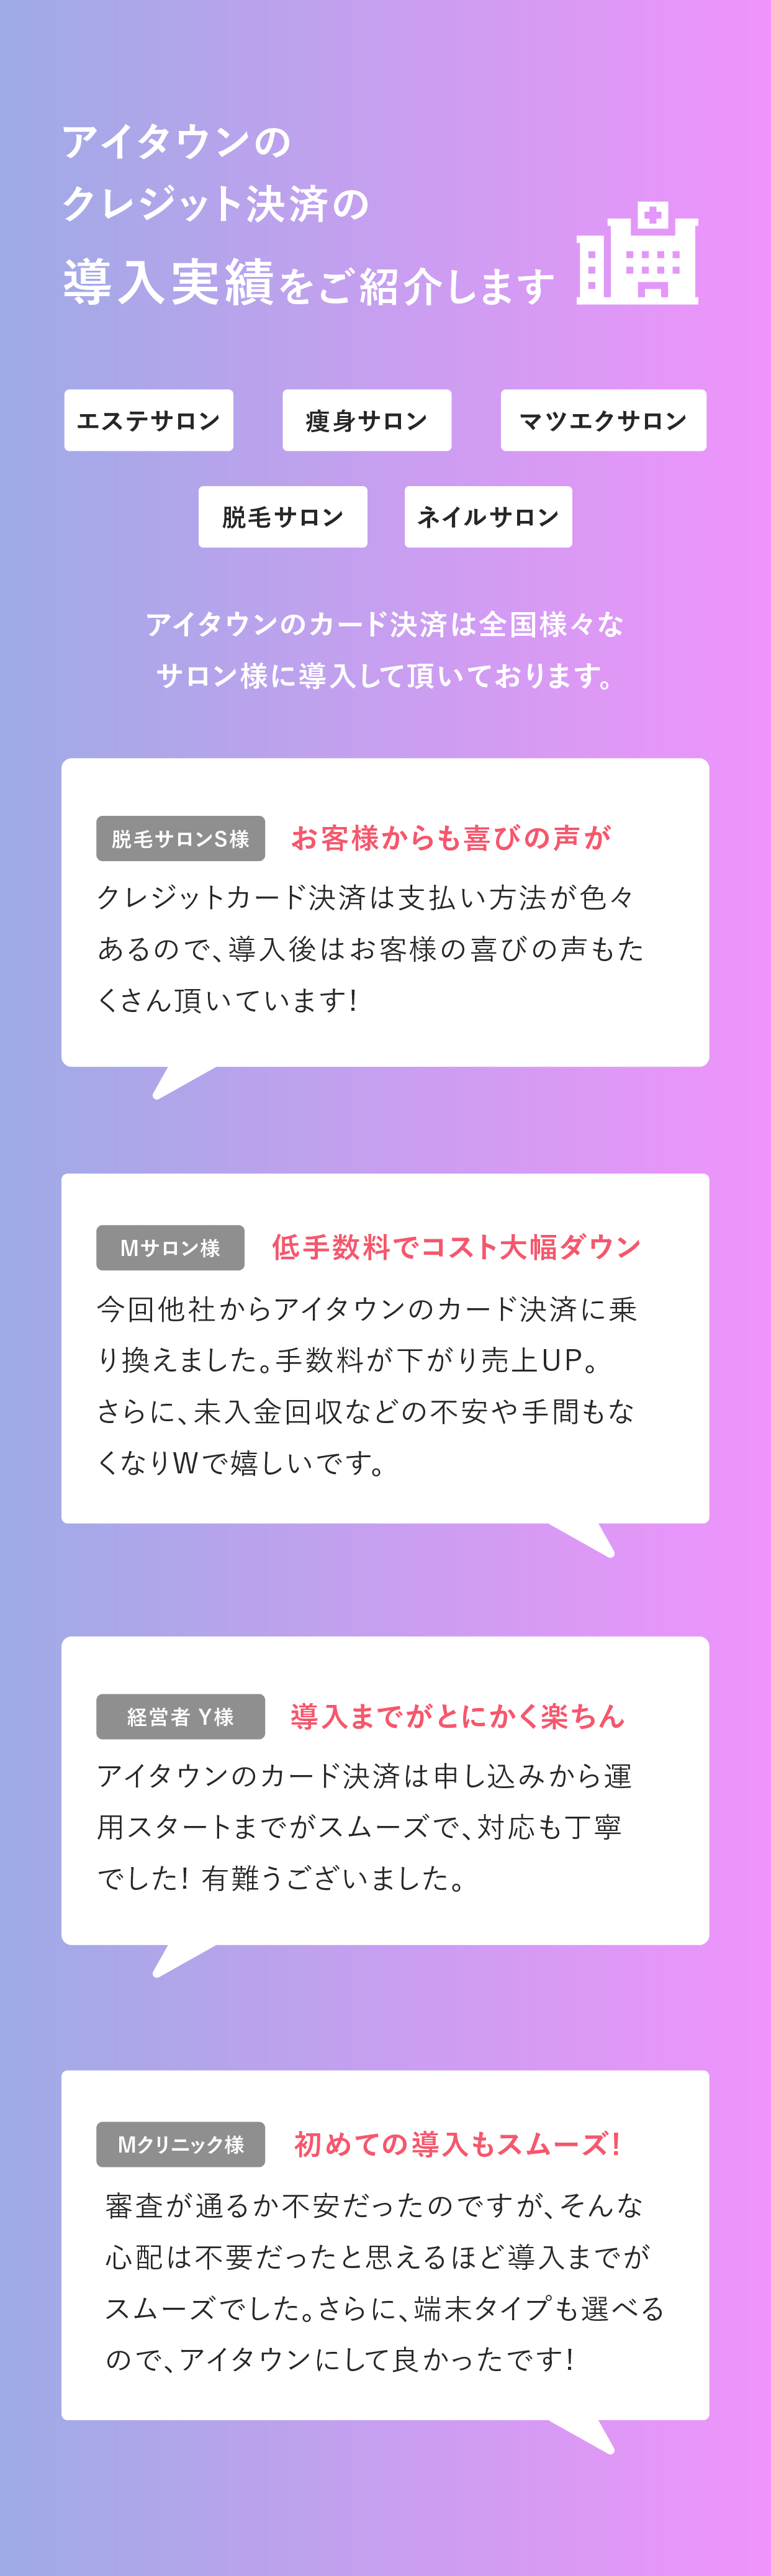 アイタウンの
クレジット決済の
導入実績をご紹介します
エステサロン
痩身サロン
マツエクサロン
脱毛サロン
ネイルサロン
アイタウンのカード決済は全国様々な
サロン様に導入して頂いております。
脱毛サロンS様
お客様からも喜びの声が
クレジットカード決済は支払い方法が色々
あるので、導入後はお客様の喜びの声もた
くさん頂いています!
Mサロン様
低手数料でコスト大幅ダウン
今回他社からアイタウンのカード決済に乗
り換えました。手数料が下がり売上UP。
さらに、未入金回収などの不安や手間もな
くなりWで嬉しいです。
経営者 Y様
導入までがとにかく楽ちん
アイタウンのカード決済は申し込みから運
用スタートまでがスムーズで、対応も丁寧
でした! 有難うございました。
Mクリニック様
初めての導入もスムーズ!
審査が通るか不安だったのですが、そんな
心配は不要だったと思えるほど導入までが
スムーズでした。さらに、端末タイプも選べる
ので、アイタウンにして良かったです!